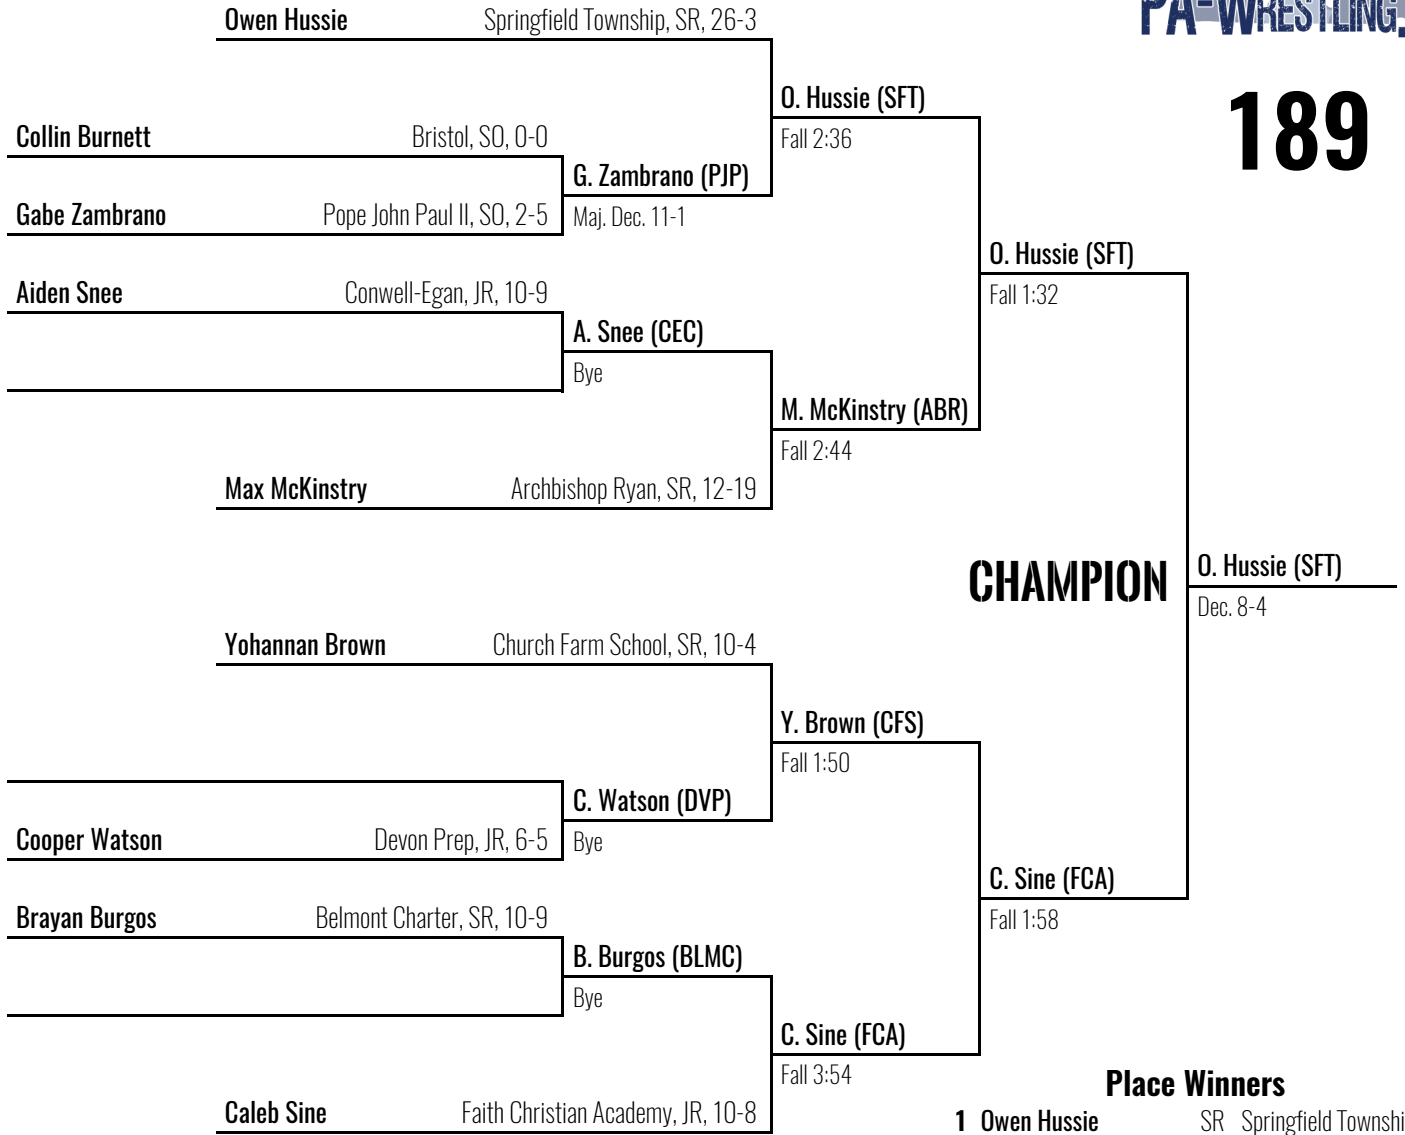 Owen Hussie Springfield Township, SR, 26-3
PA-WRESTLING.
189
O. Hussie (SFT)
Fall 2:36
Collin Burnett Bristol, SO, 0-0
G. Zambrano (PJP)
Maj. Dec. 11-1
Gabe Zambrano Pope John Paul II, SO, 2-5
O. Hussie (SFT)
Fall 1:32
Aiden Snee Conwell-Egan, JR, 10-9
A. Snee (CEC)
Bye
M. McKinstry (ABR)
Fall 2:44
Max McKinstry Archbishop Ryan, SR, 12-19
CHAMPION
O. Hussie (SFT)
Dec. 8-4
Yohannan Brown Church Farm School, SR, 10-4
Y. Brown (CFS)
Fall 1:50
C. Watson (DVP)
Bye
Cooper Watson Devon Prep, JR, 6-5
C. Sine (FCA)
Fall 1:58
Brayan Burgos Belmont Charter, SR, 10-9
B. Burgos (BLMC)
Bye
C. Sine (FCA)
Fall 3:54
Caleb Sine Faith Christian Academy, JR, 10-8
Place Winners
1 Owen Hussie SR Springfield Townshi